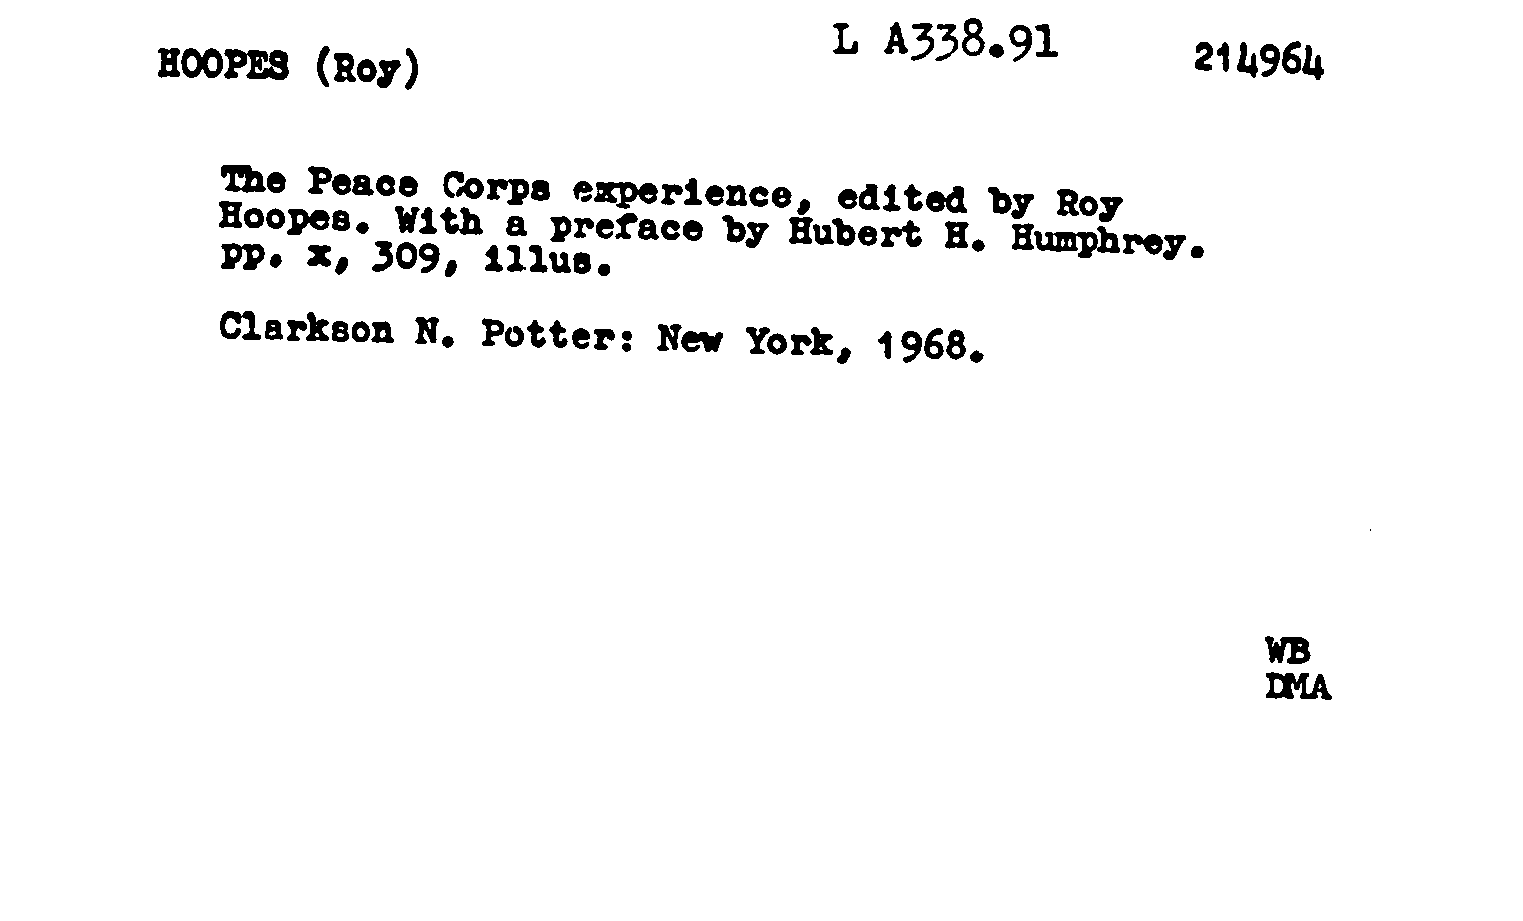 HOOPES (Roy) L A338.91 214964
The Peace Corps experience, edited by Roy
Hoopes. With a preface by Hubert H. Humphrey.
pp. x, 309, illus.
Clarkson N. Potter: New York, 1968.
WB
DMA